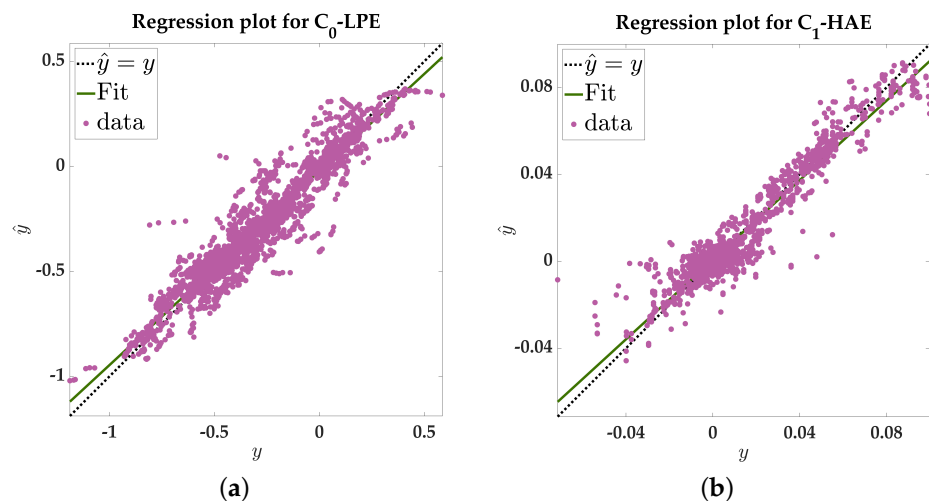 Regression plot for C0-LPE
ŷ = y
Fit
data
0.5
0
-0.5
-1
ŷ
-1
-0.5
0
0.5
y
(a)
Regression plot for C1-HAE
ŷ = y
Fit
data
0.08
0.04
0
-0.04
ŷ
-0.04
0
0.04
0.08
y
(b)